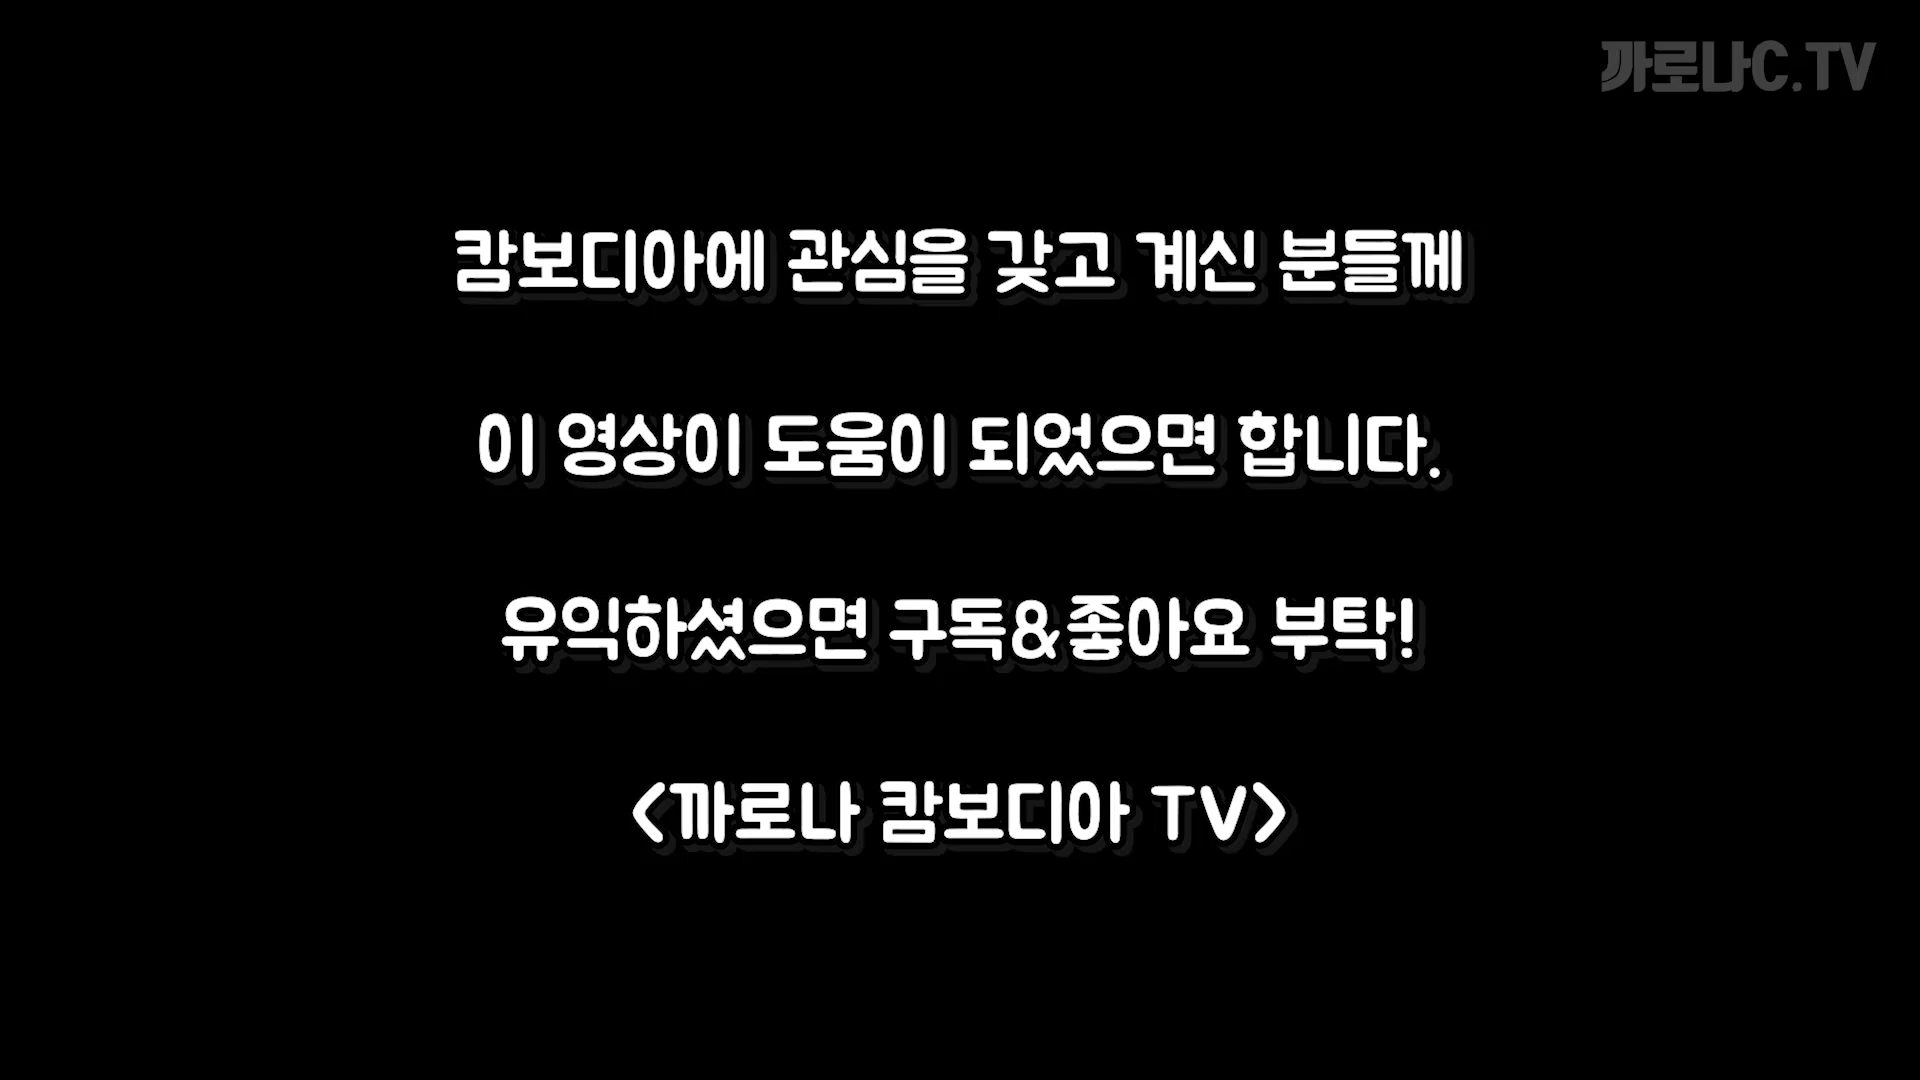 까로나C.TV
캄보디아에 관심을 갖고 계신 분들께
이 영상이 도움이 되었으면 합니다.
유익하셨으면 구독&좋아요 부탁!
<까로나 캄보디아 TV>